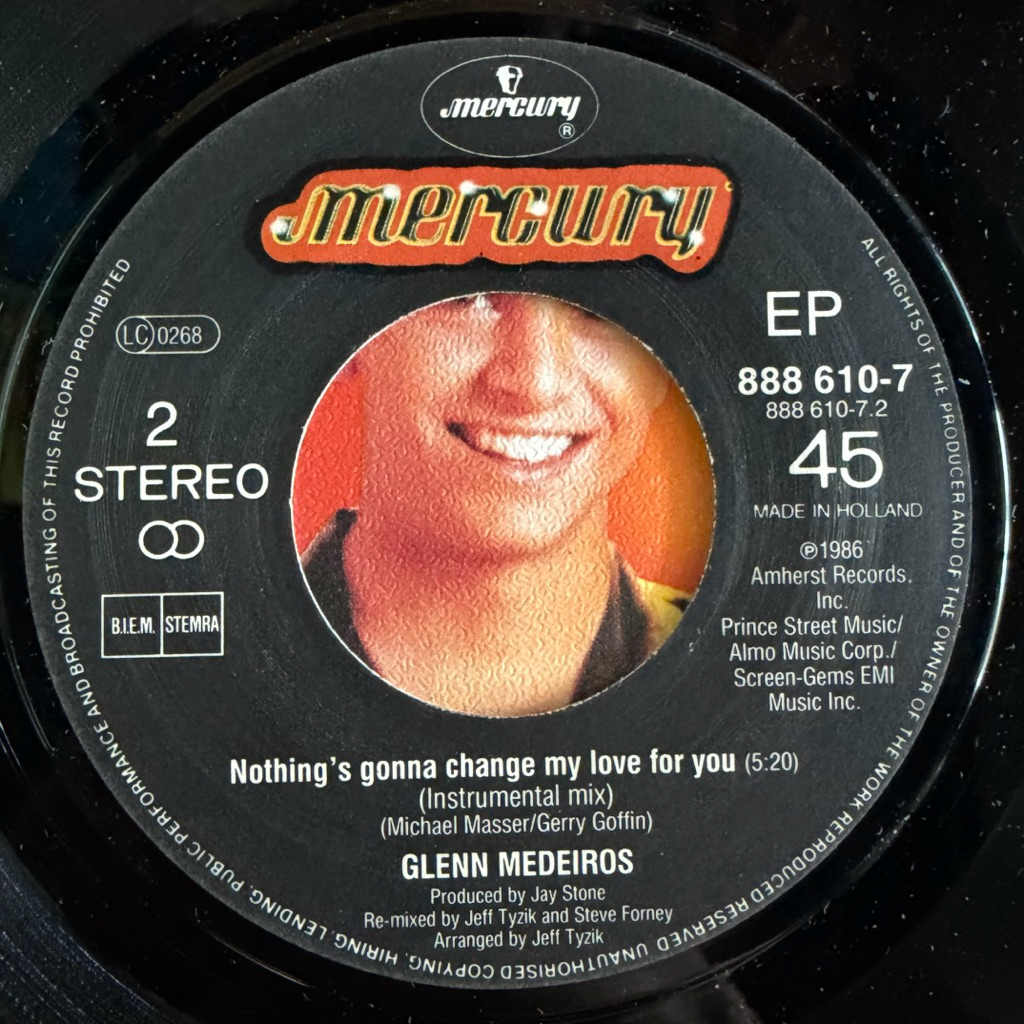 mercury
®
mercury
LC 0268
2
STEREO
B.I.E.M. STEMRA
EP
888 610-7
888 610-7.2
45
MADE IN HOLLAND
℗1986
Amherst Records.
Inc.
Prince Street Music/
Almo Music Corp./
Screen-Gems EMI
Music Inc.
Nothing's gonna change my love for you (5:20)
(Instrumental mix)
(Michael Masser/Gerry Goffin)
GLENN MEDEIROS
Produced by Jay Stone
Re-mixed by Jeff Tyzik and Steve Forney
Arranged by Jeff Tyzik
ALL RIGHTS OF THE PRODUCER AND OF THE OWNER OF THE WORK REPRODUCED RESERVED. UNAUTHORISED COPYING, HIRING, LENDING, PUBLIC PERFORMANCE AND BROADCASTING OF THIS RECORD PROHIBITED